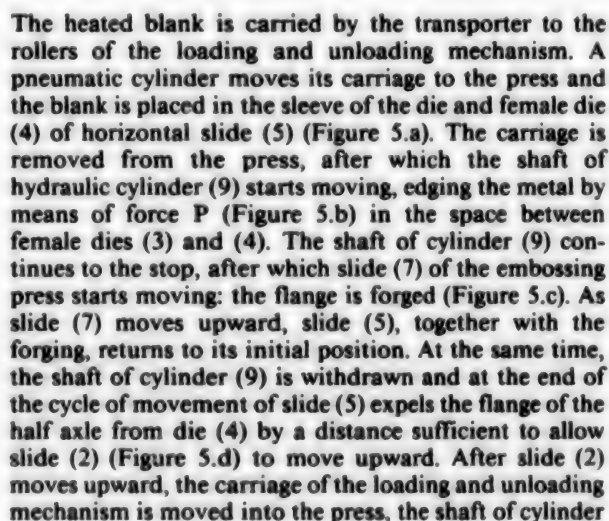 The heated blank is carried by the transporter to the
rollers of the loading and unloading mechanism. A
pneumatic cylinder moves its carriage to the press and
the blank is placed in the sleeve of the die and female die
(4) of horizontal slide (5) (Figure 5.a). The carriage is
removed from the press, after which the shaft of
hydraulic cylinder (9) starts moving, edging the metal by
means of force P (Figure 5.b) in the space between
female dies (3) and (4). The shaft of cylinder (9) con-
tinues to the stop, after which slide (7) of the embossing
press starts moving: the flange is forged (Figure 5.c). As
slide (7) moves upward, slide (5), together with the
forging, returns to its initial position. At the same time,
the shaft of cylinder (9) is withdrawn and at the end of
the cycle of movement of slide (5) expels the flange of the
half axle from die (4) by a distance sufficient to allow
slide (2) (Figure 5.d) to move upward. After slide (2)
moves upward, the carriage of the loading and unloading
mechanism is moved into the press, the shaft of cylinder